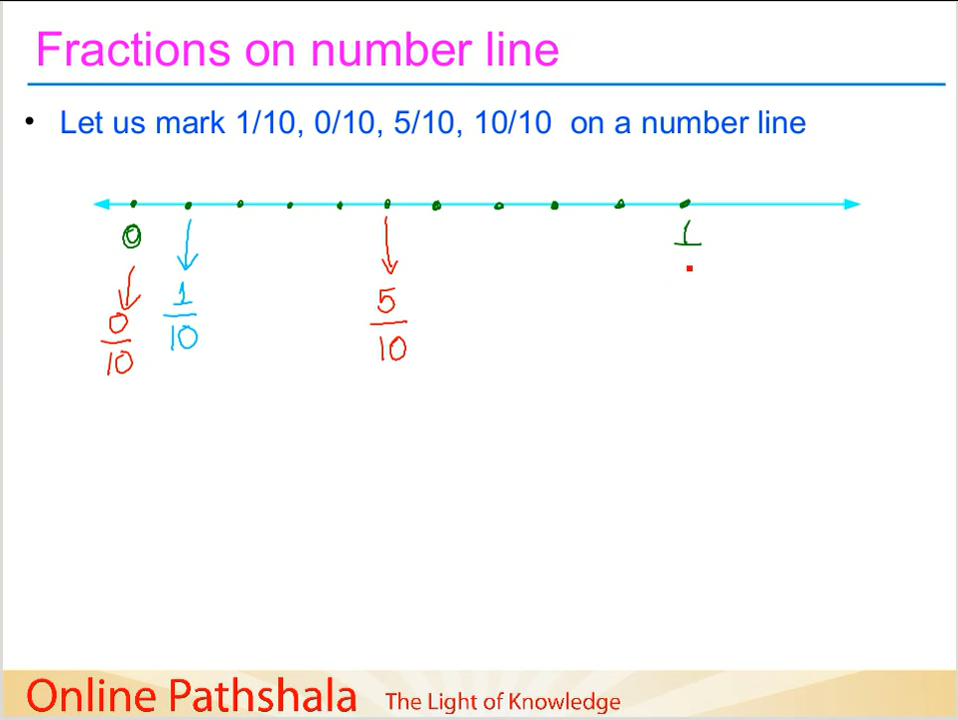 Fractions on number line
• Let us mark 1/10, 0/10, 5/10, 10/10 on a number line
0 1
0/10 1/10 5/10
Online Pathshala The Light of Knowledge